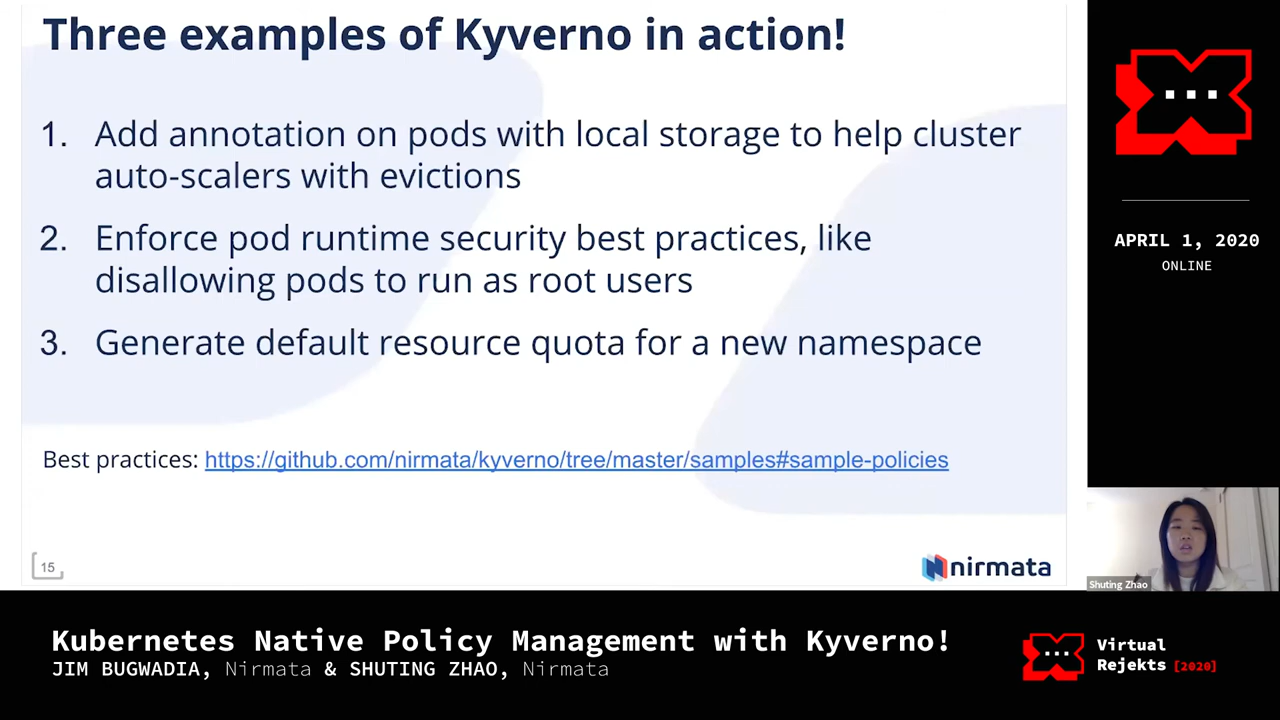 Three examples of Kyverno in action!
1. Add annotation on pods with local storage to help cluster
auto-scalers with evictions
2. Enforce pod runtime security best practices, like
disallowing pods to run as root users
3. Generate default resource quota for a new namespace
Best practices: https://github.com/nirmata/kyverno/tree/master/samples#sample-policies
15
nirmata
APRIL 1, 2020
ONLINE
Shuting Zhao
Kubernetes Native Policy Management with Kyverno!
JIM BUGWADIA, Nirmata & SHUTING ZHAO, Nirmata
Virtual
Rejekts [2020]